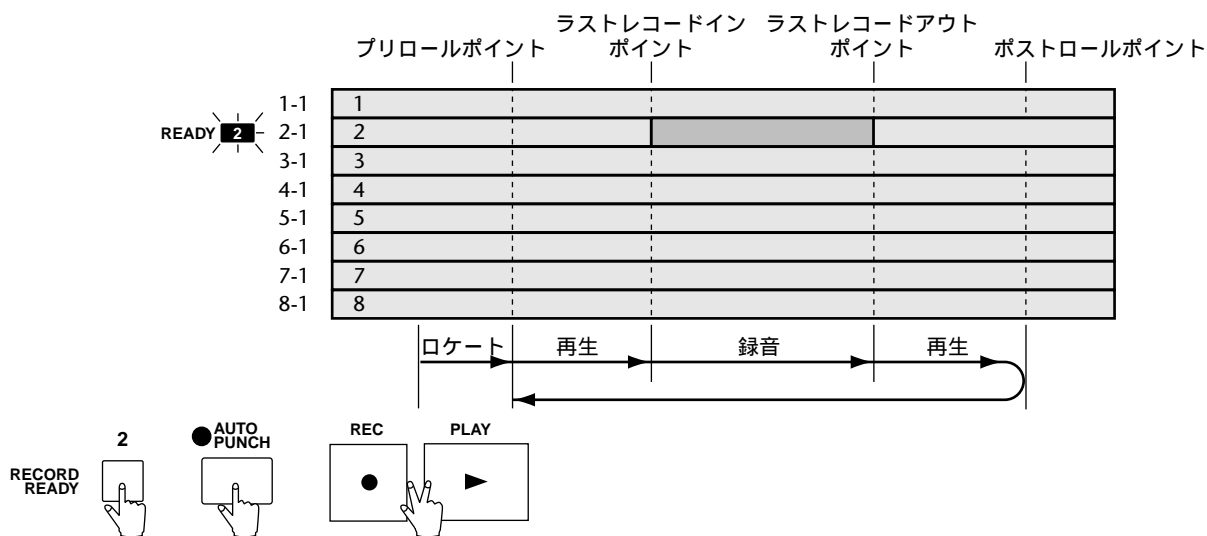 ラストレコードイン ラストレコードアウト
プリロールポイント ポイント ポイント ポストロールポイント
1-1 1
READY 2 2-1 2
3-1 3
4-1 4
5-1 5
6-1 6
7-1 7
8-1 8
ロケート 再生 録音 再生
2 AUTO PUNCH REC PLAY
RECORD READY